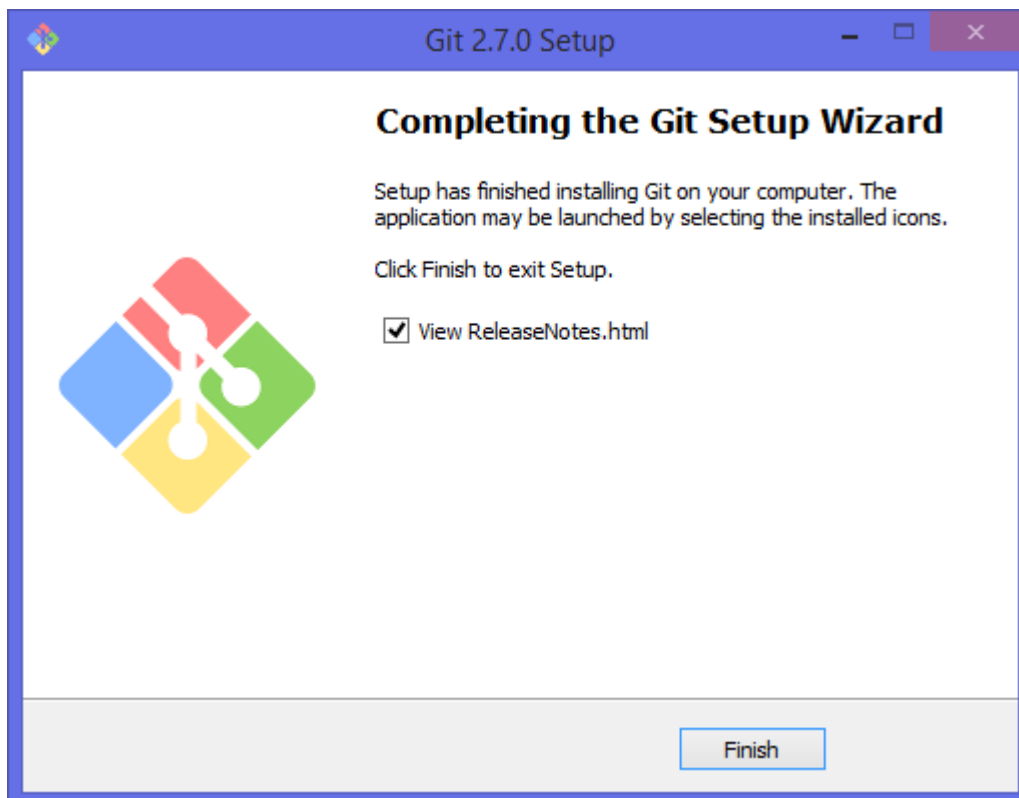 Git 2.7.0 Setup
Completing the Git Setup Wizard
Setup has finished installing Git on your computer. The
application may be launched by selecting the installed icons.
Click Finish to exit Setup.
View ReleaseNotes.html
Finish